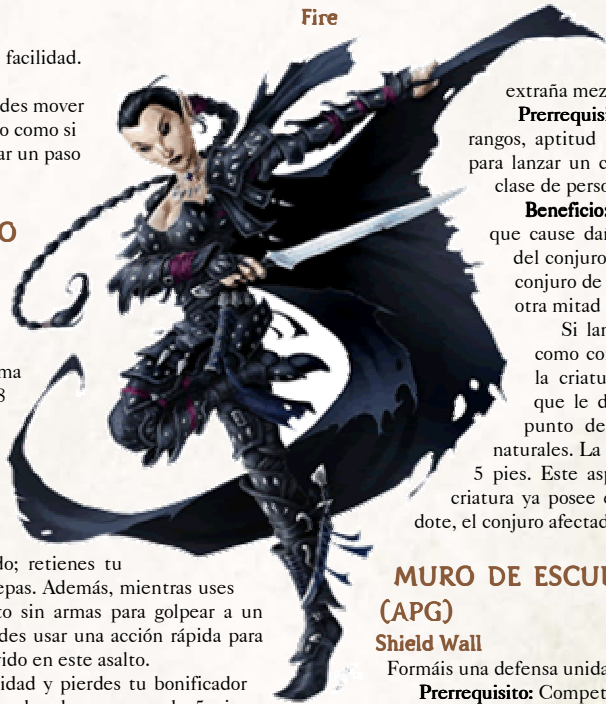 Fire
facilidad.
des mover
o como si
ar un paso
O
ma
8
do; retienes tu
epas. Además, mientras uses
to sin armas para golpear a un
des usar una acción rápida para
rido en este asalto.
idad y pierdes tu bonificador
extraña mez
Prerrequisi
rangos, aptitud
para lanzar un c
clase de perso
Beneficio:
que cause dañ
del conjuro
conjuro de
otra mitad
Si lan
como co
la criatu
que le d
punto de
naturales. La
5 pies. Este asp
criatura ya posee
dote, el conjuro afectad
MURO DE ESCU
(APG)
Shield Wall
Formáis una defensa unida
Prerrequisito: Compet